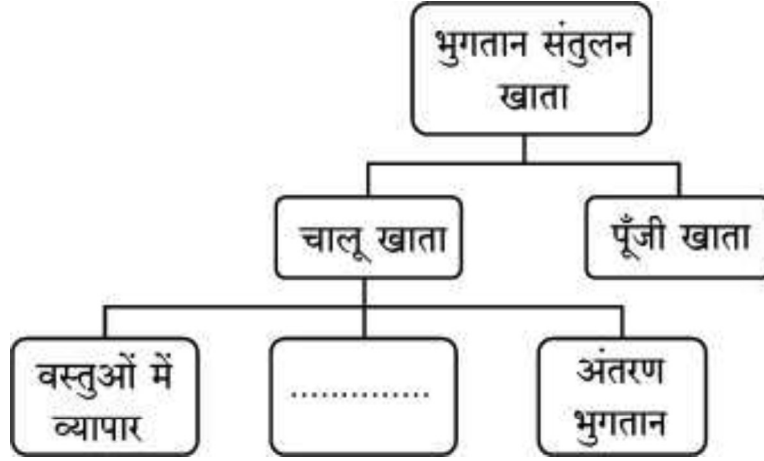 भुगतान संतुलन
खाता
चालू खाता
पूँजी खाता
वस्तुओं में
व्यापार
..............
अंतरण
भुगतान